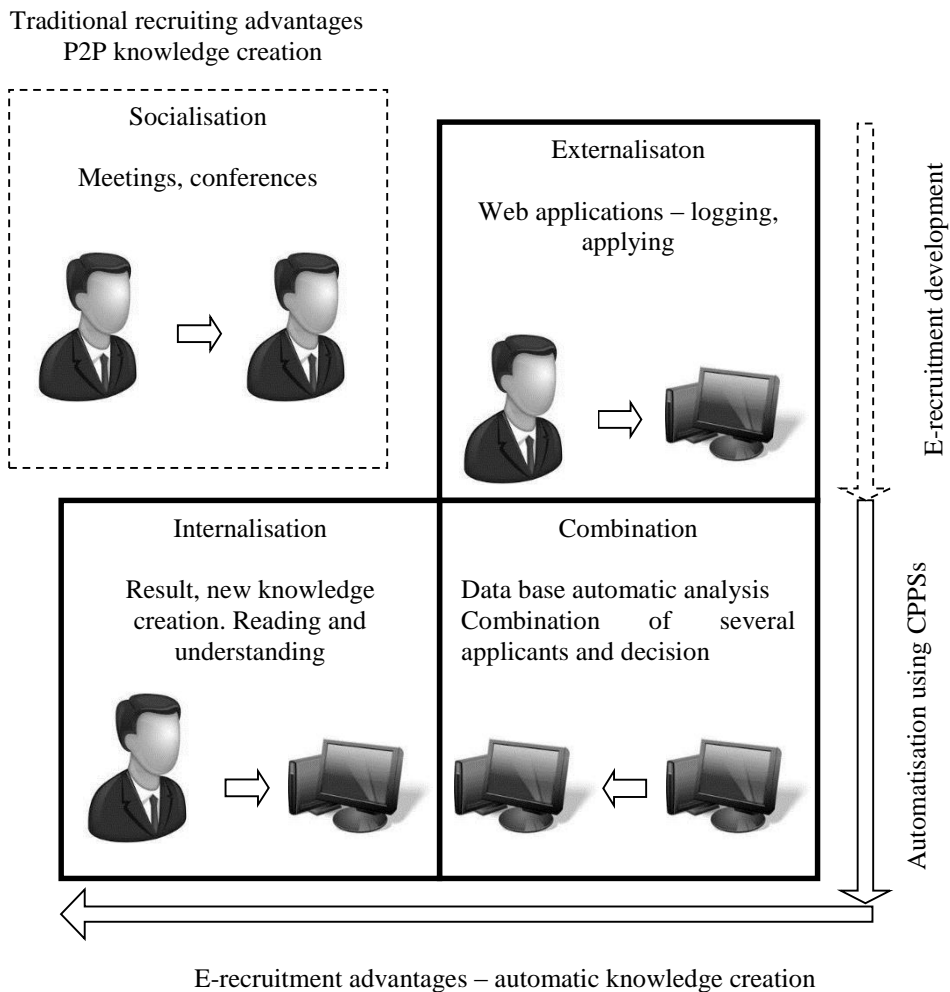 Traditional recruiting advantages
P2P knowledge creation
Socialisation
Meetings, conferences
Externalisaton
Web applications – logging,
applying
E-recruitment development
Internalisation
Result, new knowledge
creation. Reading and
understanding
Combination
Data base automatic analysis
Combination of several
applicants and decision
Automatisation using CPPSs
E-recruitment advantages – automatic knowledge creation